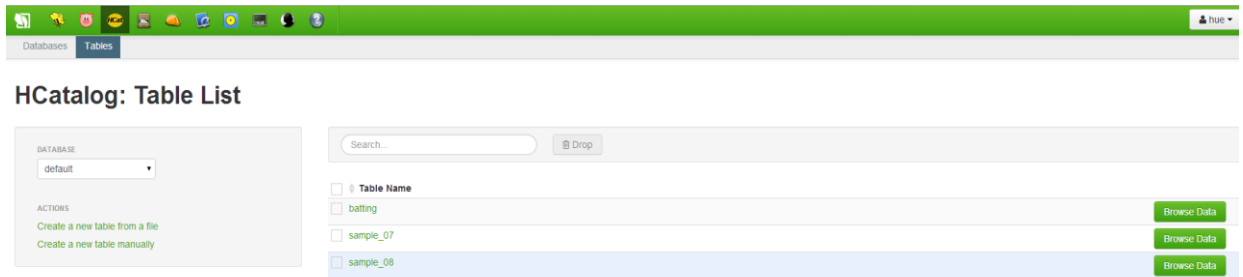 HCat
hue
Databases Tables
HCatalog: Table List
DATABASE
default
ACTIONS
Create a new table from a file
Create a new table manually
Search...
Drop
Table Name
batting Browse Data
sample_07 Browse Data
sample_08 Browse Data